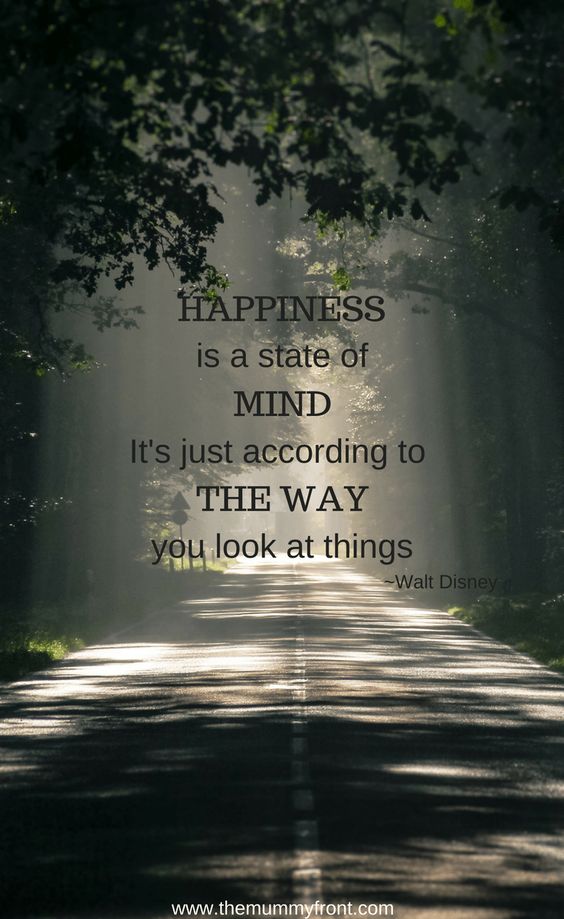 HAPPINESS
is a state of
MIND
It's just according to
THE WAY
you look at things
~Walt Disney
www.themummyfront.com